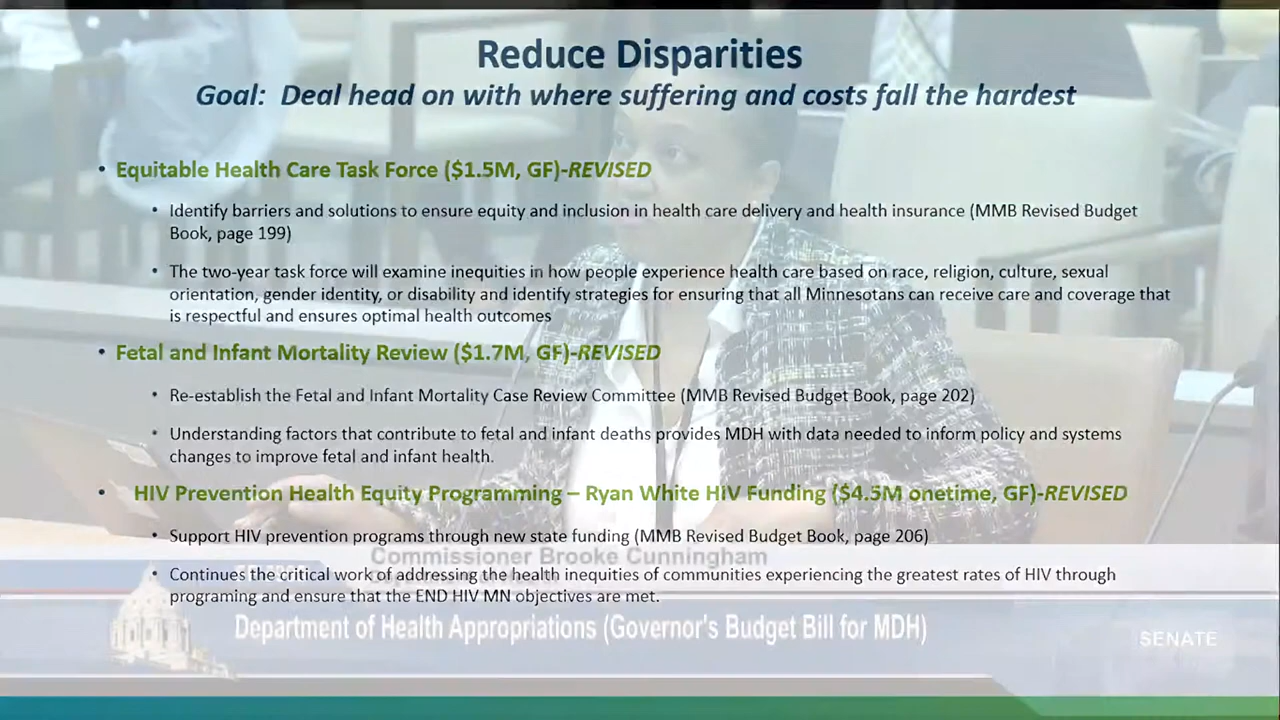 Reduce Disparities
Goal:  Deal head on with where suffering and costs fall the hardest
• Equitable Health Care Task Force ($1.5M, GF)-REVISED
• Identify barriers and solutions to ensure equity and inclusion in health care delivery and health insurance (MMB Revised Budget
Book, page 199)
• The two-year task force will examine inequities in how people experience health care based on race, religion, culture, sexual
orientation, gender identity, or disability and identify strategies for ensuring that all Minnesotans can receive care and coverage that
is respectful and ensures optimal health outcomes
• Fetal and Infant Mortality Review ($1.7M, GF)-REVISED
• Re-establish the Fetal and Infant Mortality Case Review Committee (MMB Revised Budget Book, page 202)
• Understanding factors that contribute to fetal and infant deaths provides MDH with data needed to inform policy and systems
changes to improve fetal and infant health.
• HIV Prevention Health Equity Programming – Ryan White HIV Funding ($4.5M onetime, GF)-REVISED
• Support HIV prevention programs through new state funding (MMB Revised Budget Book, page 206)
Commissioner Brooke Cunningham
• Continues the critical work of addressing the health inequities of communities experiencing the greatest rates of HIV through
programing and ensure that the END HIV MN objectives are met.
Department of Health Appropriations (Governor's Budget Bill for MDH)
SENATE